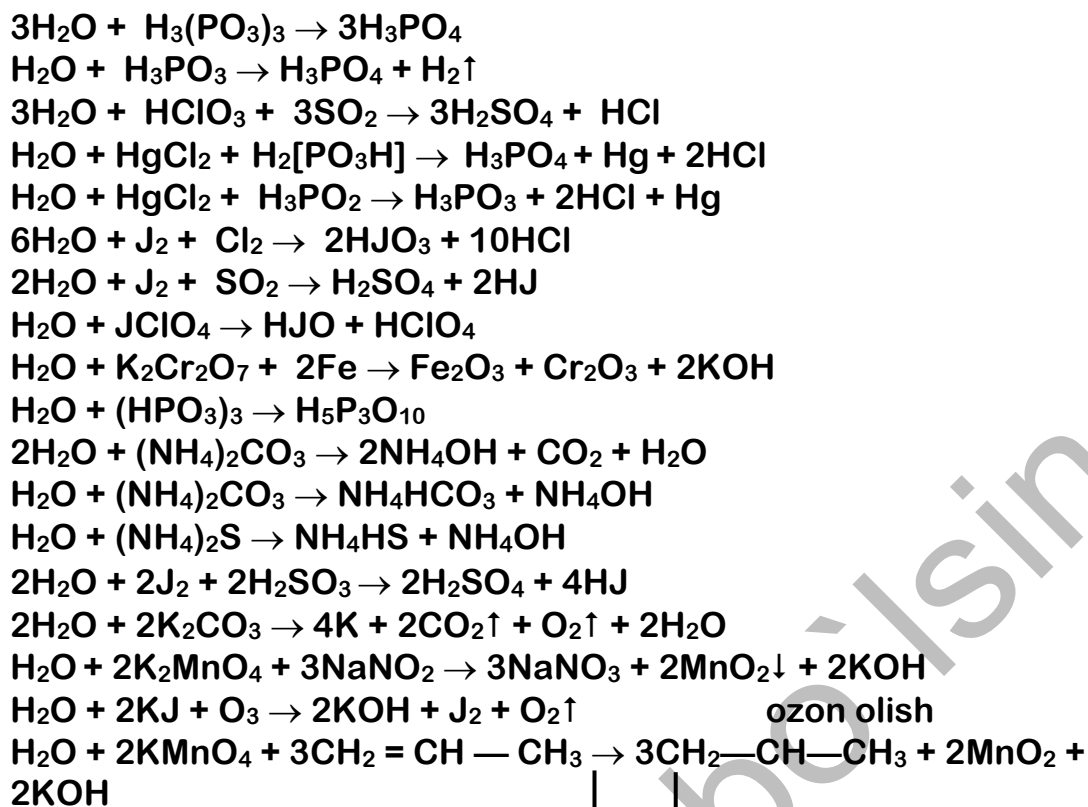 3H₂O + H₃(PO₃)₃ → 3H₃PO₄
H₂O + H₃PO₃ → H₃PO₄ + H₂↑
3H₂O + HClO₃ + 3SO₂ → 3H₂SO₄ + HCl
H₂O + HgCl₂ + H₂[PO₃H] → H₃PO₄ + Hg + 2HCl
H₂O + HgCl₂ + H₃PO₂ → H₃PO₃ + 2HCl + Hg
6H₂O + J₂ + Cl₂ → 2HJO₃ + 10HCl
2H₂O + J₂ + SO₂ → H₂SO₄ + 2HJ
H₂O + JClO₄ → HJO + HClO₄
H₂O + K₂Cr₂O₇ + 2Fe → Fe₂O₃ + Cr₂O₃ + 2KOH
H₂O + (HPO₃)₃ → H₅P₃O₁₀
2H₂O + (NH₄)₂CO₃ → 2NH₄OH + CO₂ + H₂O
H₂O + (NH₄)₂CO₃ → NH₄HCO₃ + NH₄OH
H₂O + (NH₄)₂S → NH₄HS + NH₄OH
2H₂O + 2J₂ + 2H₂SO₃ → 2H₂SO₄ + 4HJ
2H₂O + 2K₂CO₃ → 4K + 2CO₂↑ + O₂↑ + 2H₂O
H₂O + 2K₂MnO₄ + 3NaNO₂ → 3NaNO₃ + 2MnO₂↓ + 2KOH
H₂O + 2KJ + O₃ → 2KOH + J₂ + O₂↑ ozon olish
H₂O + 2KMnO₄ + 3CH₂ = CH — CH₃ → 3CH₂—CH—CH₃ + 2MnO₂ +
2KOH
bo`lsin